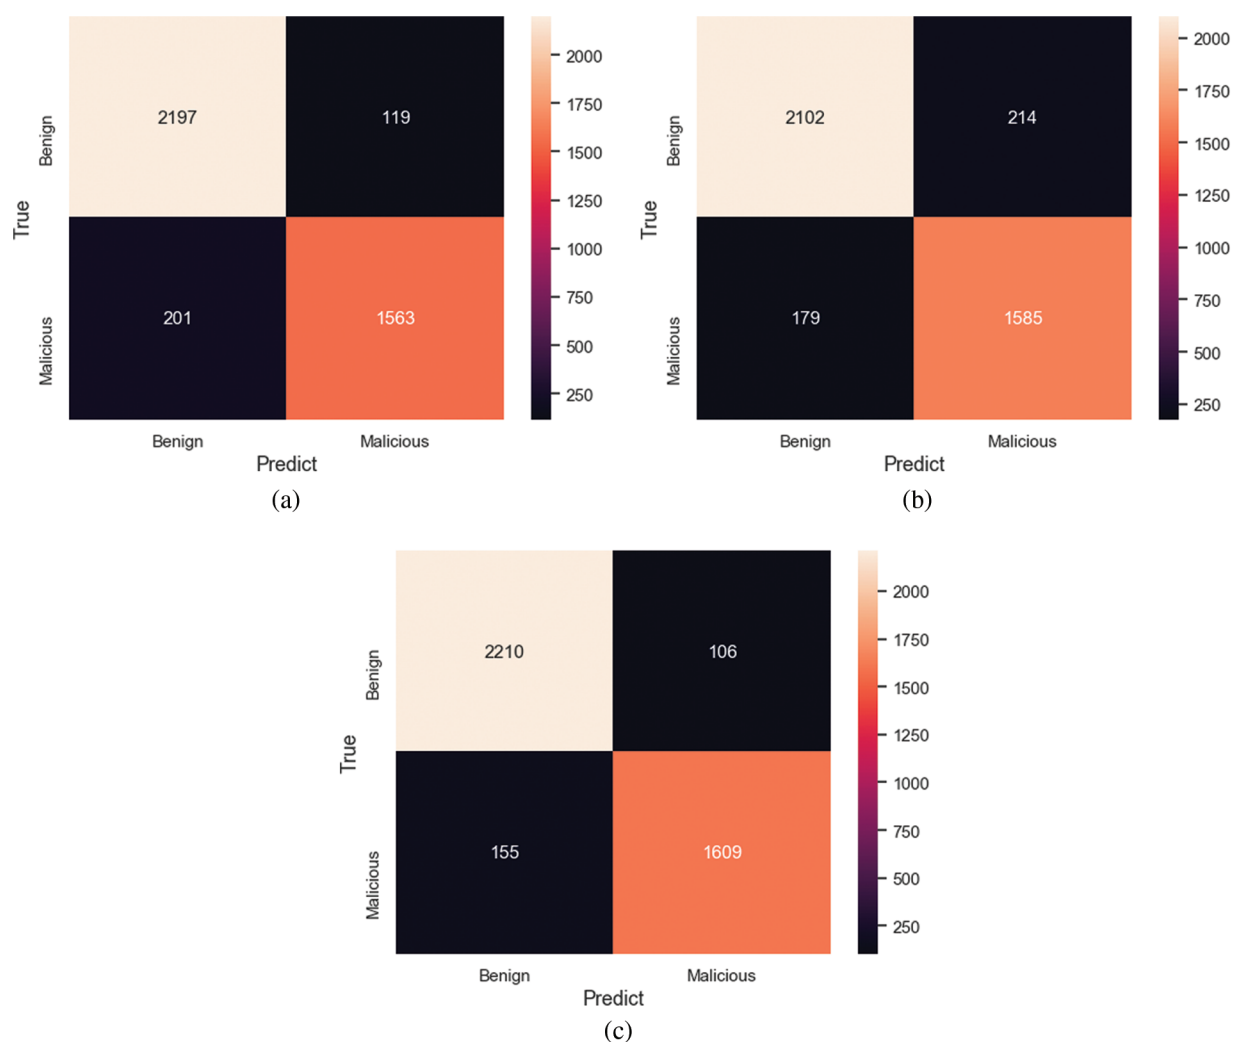 2197 119
201 1563
Benign
Malicious
True
Benign Malicious
Predict
2000
1750
1500
1250
1000
750
500
250
(a)
2102 214
179 1585
Benign
Malicious
True
Benign Malicious
Predict
2000
1750
1500
1250
1000
750
500
250
(b)
2210 106
155 1609
Benign
Malicious
True
Benign Malicious
Predict
2000
1750
1500
1250
1000
750
500
250
(c)